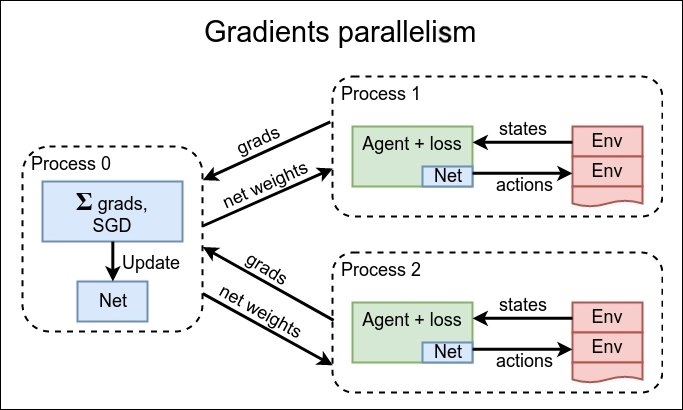 Gradients parallelism
Process 0
Σ grads,
SGD
Update
Net
grads
net weights
grads
net weights
Process 1
Agent + loss
Net
states
actions
Env
Env
Process 2
Agent + loss
Net
states
actions
Env
Env